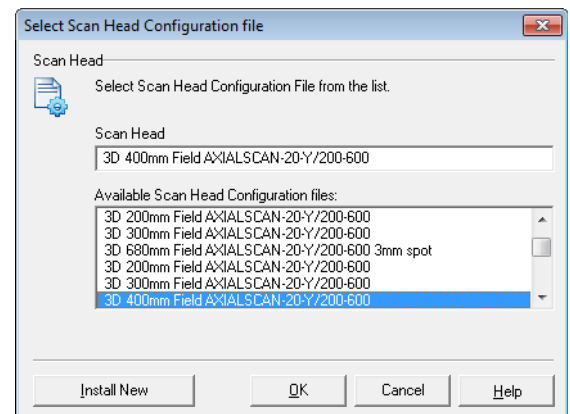 Select Scan Head Configuration file
Scan Head
Select Scan Head Configuration File from the list.
Scan Head
3D 400mm Field AXIALSCAN-20-Y/200-600
Available Scan Head Configuration files:
3D 200mm Field AXIALSCAN-20-Y/200-600
3D 300mm Field AXIALSCAN-20-Y/200-600
3D 680mm Field AXIALSCAN-20-Y/200-600 3mm spot
3D 200mm Field AXIALSCAN-20-Y/200-600
3D 300mm Field AXIALSCAN-20-Y/200-600
3D 400mm Field AXIALSCAN-20-Y/200-600
Install New OK Cancel Help